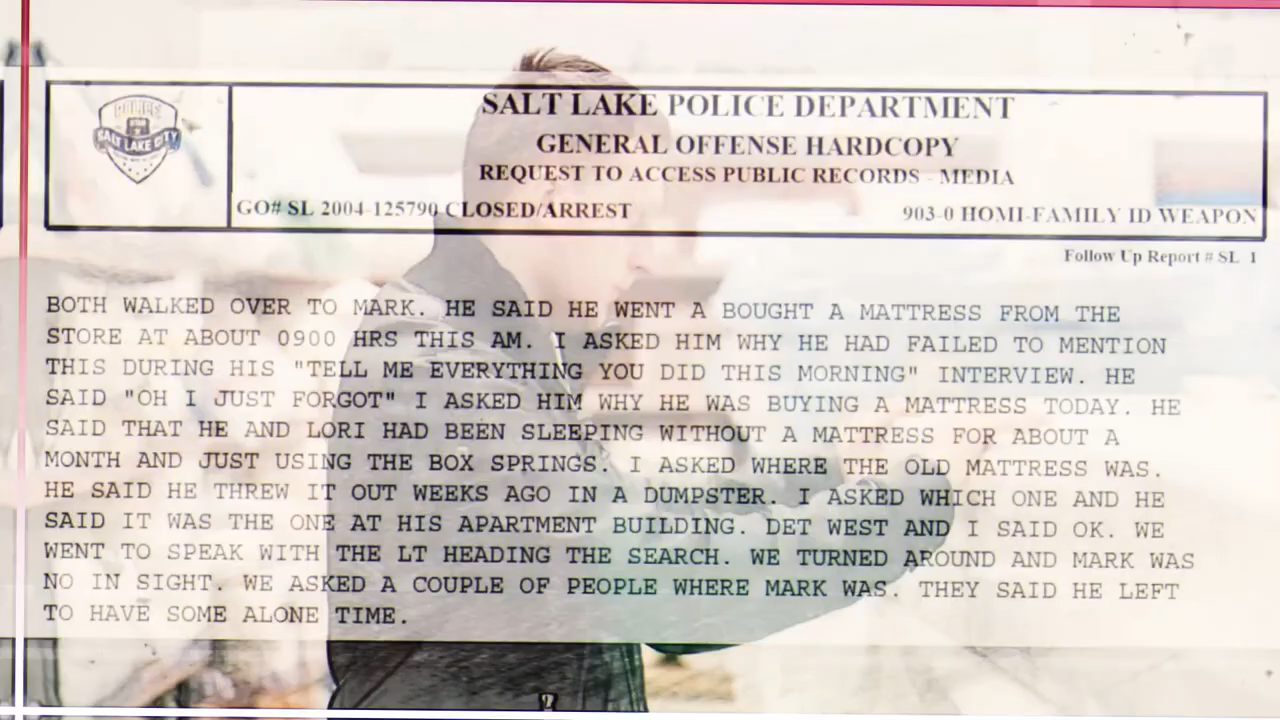 POLICE
SALT LAKE CITY
SALT LAKE POLICE DEPARTMENT
GENERAL OFFENSE HARDCOPY
REQUEST TO ACCESS PUBLIC RECORDS - MEDIA
GO# SL 2004-125790 CLOSED/ARREST
903-0 HOMI-FAMILY ID WEAPON
Follow Up Report # SL 1
BOTH WALKED OVER TO MARK. HE SAID HE WENT A BOUGHT A MATTRESS FROM THE
STORE AT ABOUT 0900 HRS THIS AM. I ASKED HIM WHY HE HAD FAILED TO MENTION
THIS DURING HIS "TELL ME EVERYTHING YOU DID THIS MORNING" INTERVIEW. HE
SAID "OH I JUST FORGOT" I ASKED HIM WHY HE WAS BUYING A MATTRESS TODAY. HE
SAID THAT HE AND LORI HAD BEEN SLEEPING WITHOUT A MATTRESS FOR ABOUT A
MONTH AND JUST USING THE BOX SPRINGS. I ASKED WHERE THE OLD MATTRESS WAS.
HE SAID HE THREW IT OUT WEEKS AGO IN A DUMPSTER. I ASKED WHICH ONE AND HE
SAID IT WAS THE ONE AT HIS APARTMENT BUILDING. DET WEST AND I SAID OK. WE
WENT TO SPEAK WITH THE LT HEADING THE SEARCH. WE TURNED AROUND AND MARK WAS
NO IN SIGHT. WE ASKED A COUPLE OF PEOPLE WHERE MARK WAS. THEY SAID HE LEFT
TO HAVE SOME ALONE TIME.